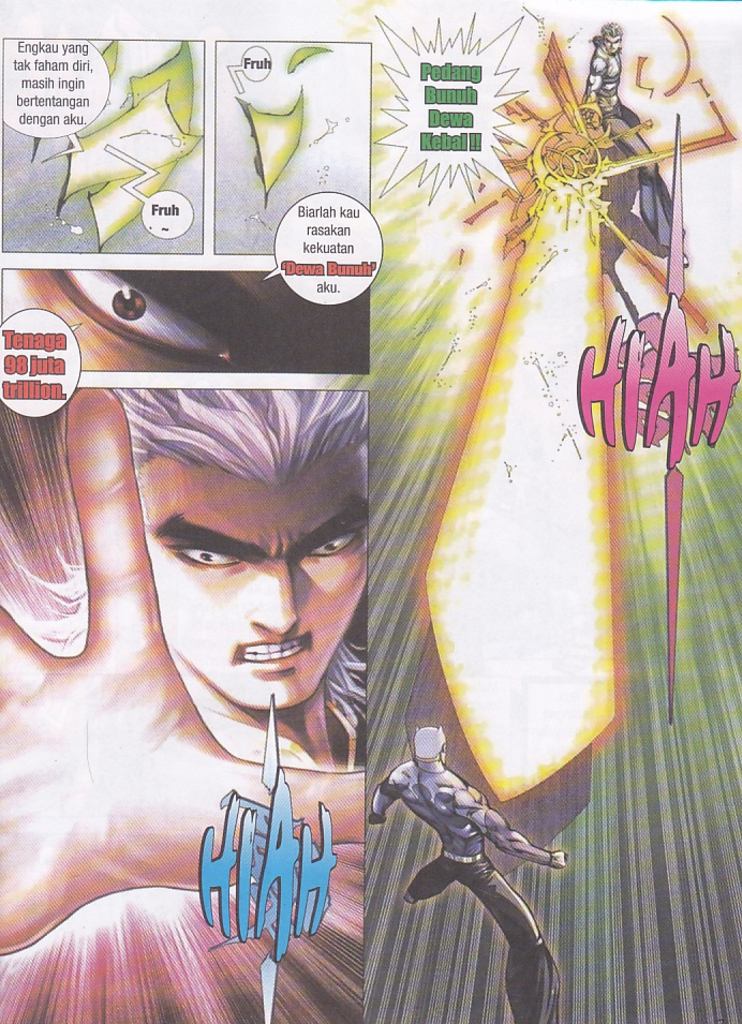 Engkau yang
tak faham diri,
masih ingin
bertentangan
dengan aku.
Fruh
~
Fruh
Biarlah kau
rasakan
kekuatan
'Dewa Bunuh'
aku.
Tenaga
98 juta
trillion.
HIAH
Pedang
Bunuh
Dewa
Kebal !!
HIAH